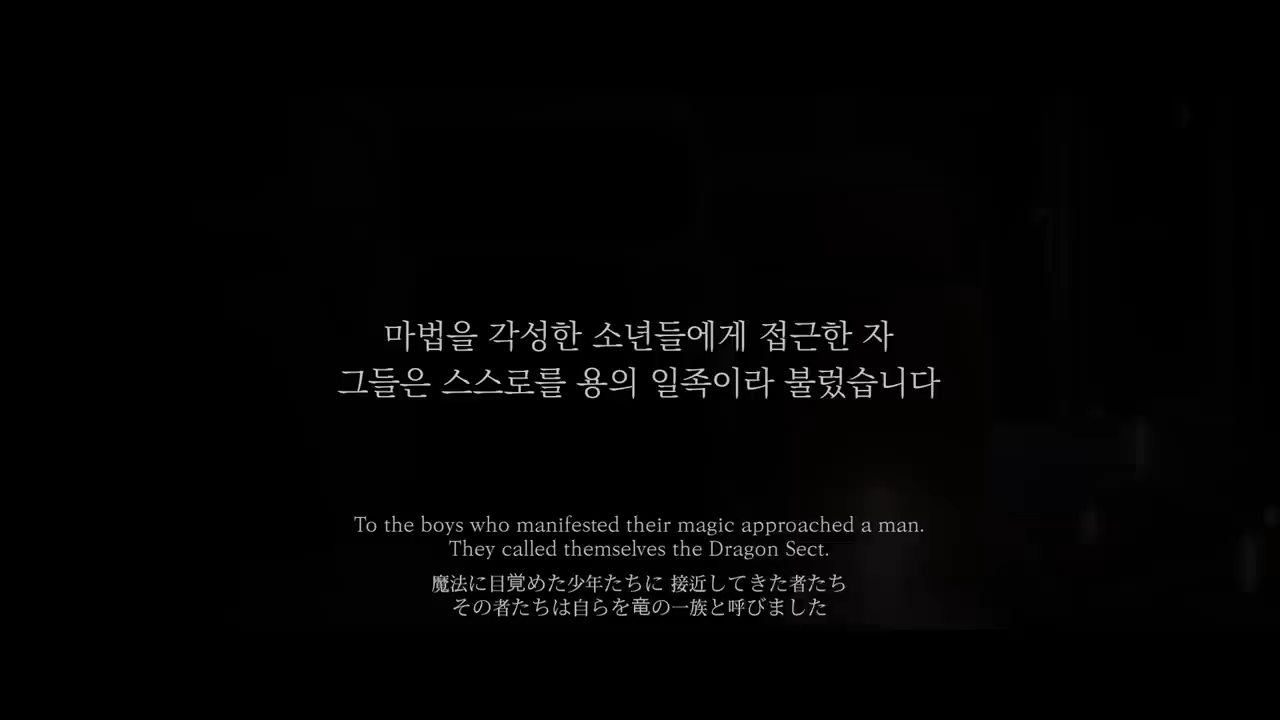 마법을 각성한 소년들에게 접근한 자
그들은 스스로를 용의 일족이라 불렀습니다
To the boys who manifested their magic approached a man.
They called themselves the Dragon Sect.
魔法に目覚めた少年たちに 接近してきた者たち
その者たちは自らを竜の一族と呼びました